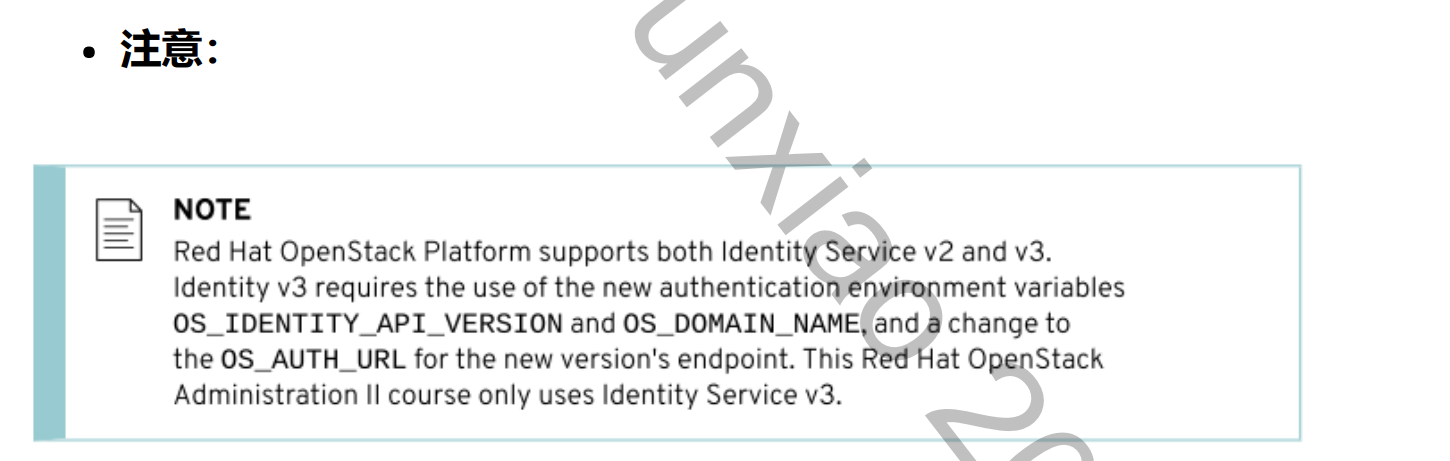 • 注意：
NOTE
Red Hat OpenStack Platform supports both Identity Service v2 and v3.
Identity v3 requires the use of the new authentication environment variables
OS_IDENTITY_API_VERSION and OS_DOMAIN_NAME, and a change to
the OS_AUTH_URL for the new version's endpoint. This Red Hat OpenStack
Administration II course only uses Identity Service v3.
unxiao 20